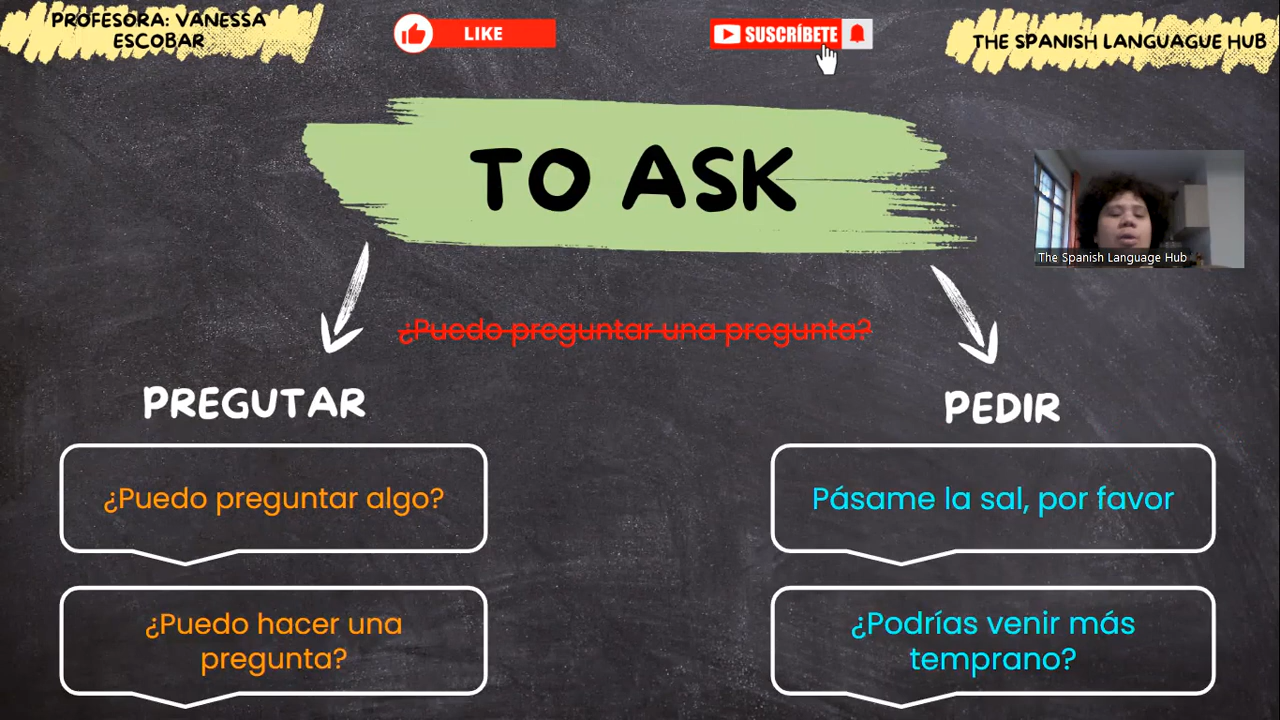 PROFESORA: VANESSA
ESCOBAR
LIKE
SUSCRÍBETE
THE SPANISH LANGUAGUE HUB
TO ASK
The Spanish Language Hub
¿Puedo preguntar una pregunta?
PREGUTAR
PEDIR
¿Puedo preguntar algo?
Pásame la sal, por favor
¿Puedo hacer una
pregunta?
¿Podrías venir más
temprano?